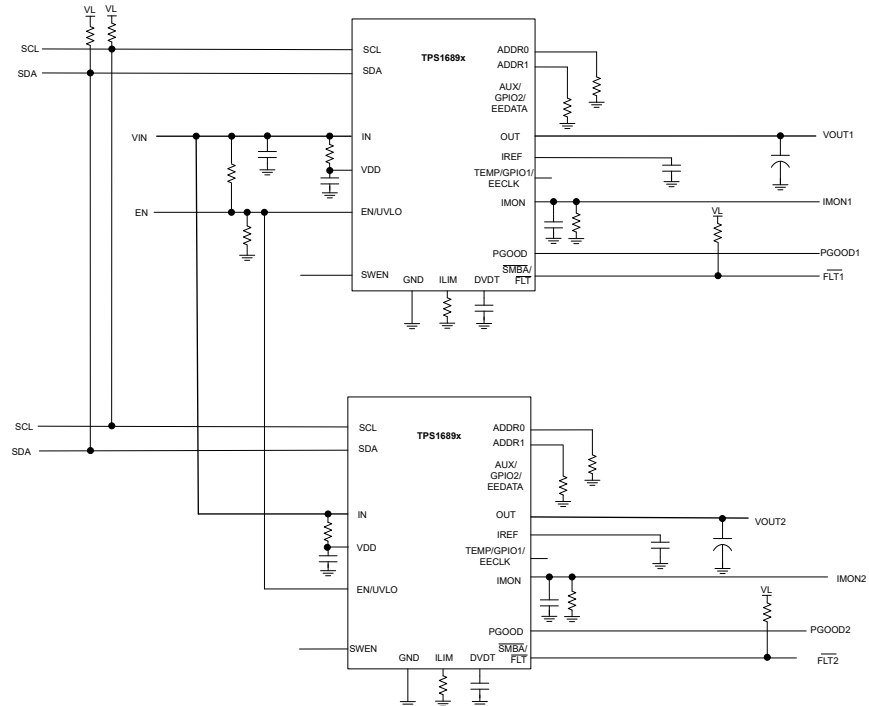 VL VL
SCL
SDA
VIN
EN
SCL
SDA
IN
VDD
EN/UVLO
SWEN
TPS1689x
GND ILIM DVDT
ADDR0
ADDR1
AUX/
GPIO2/
EEDATA
OUT
IREF
TEMP/GPIO1/
EECLK
IMON
PGOOD
SMBA/
FLT
VOUT1
IMON1
VL
PGOOD1
FLT1
SCL
SDA
SCL
SDA
IN
VDD
EN/UVLO
SWEN
TPS1689x
GND ILIM DVDT
ADDR0
ADDR1
AUX/
GPIO2/
EEDATA
OUT
IREF
TEMP/GPIO1/
EECLK
IMON
PGOOD
SMBA/
FLT
VOUT2
IMON2
VL
PGOOD2
FLT2